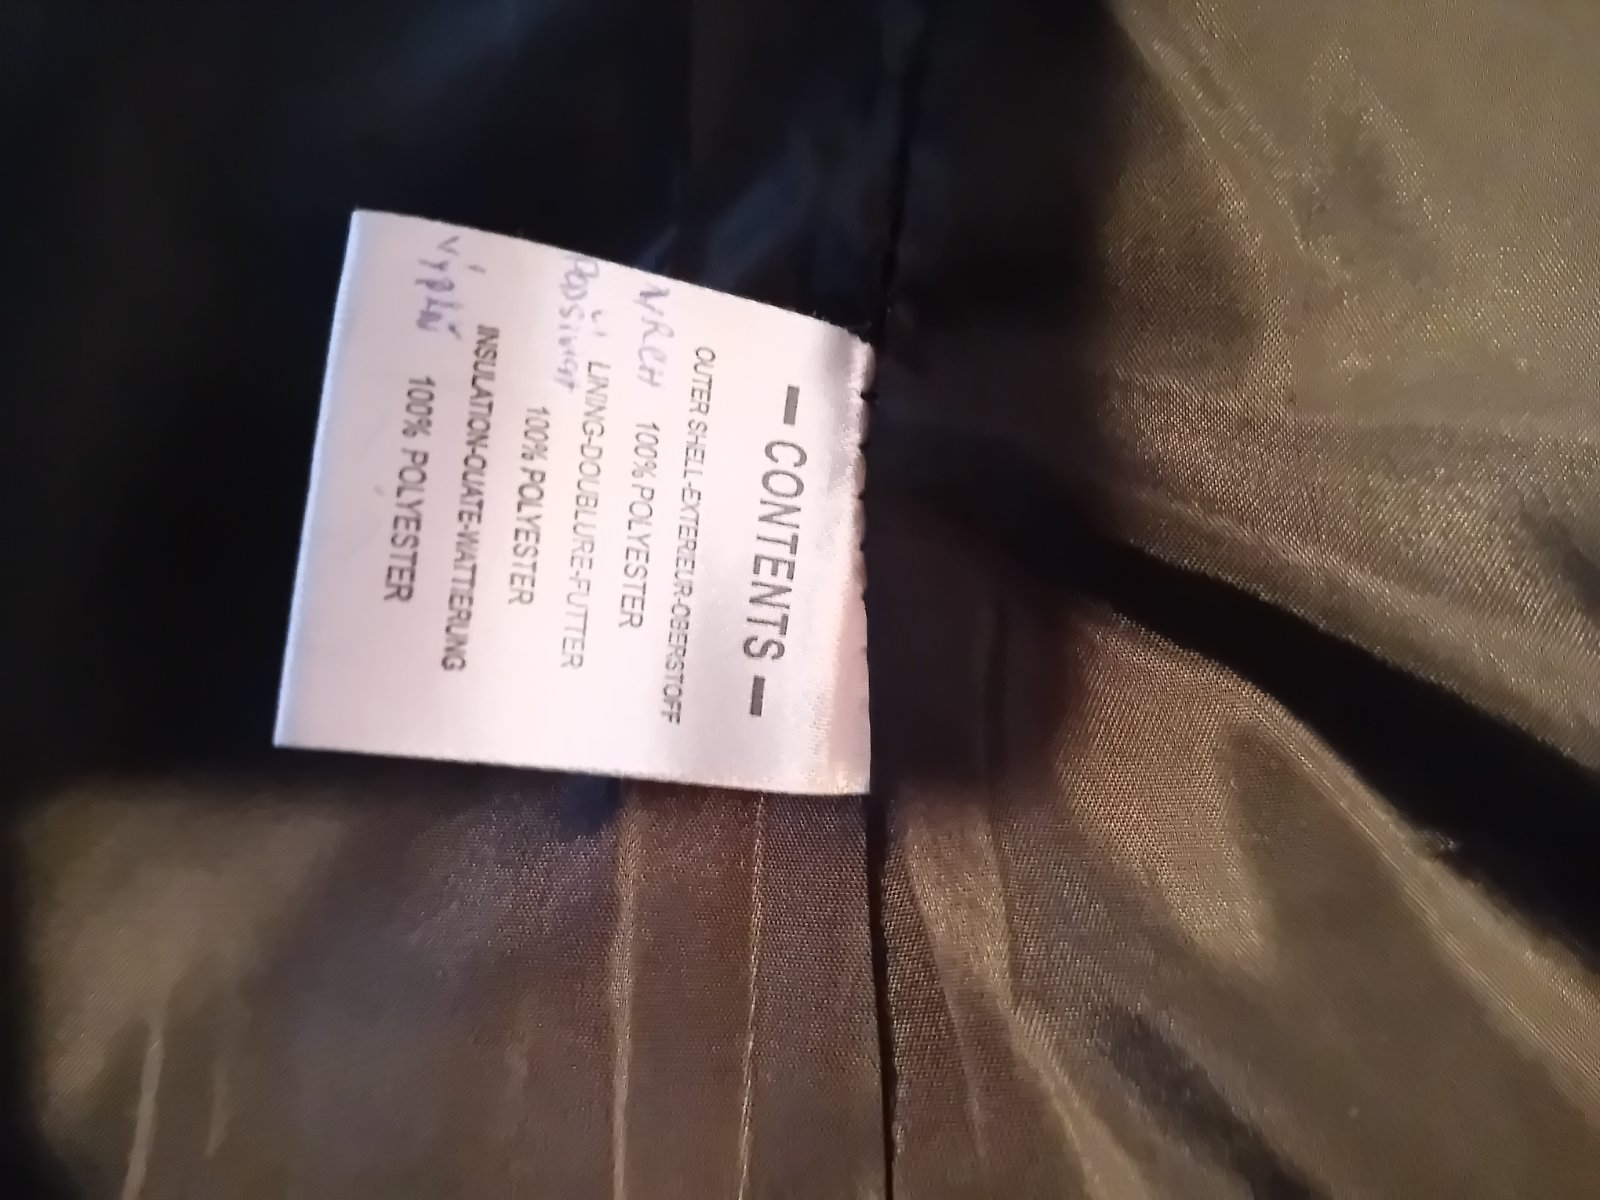 - CONTENTS -
OUTER SHELL-EXTERIEUR-OBERSTOFF
VRCH 100% POLYESTER
LINING-DOUBLURE-FUTTER
PODŠÍVKA 100% POLYESTER
INSULATION-OUATE-WATTIERUNG
výplň 100% POLYESTER